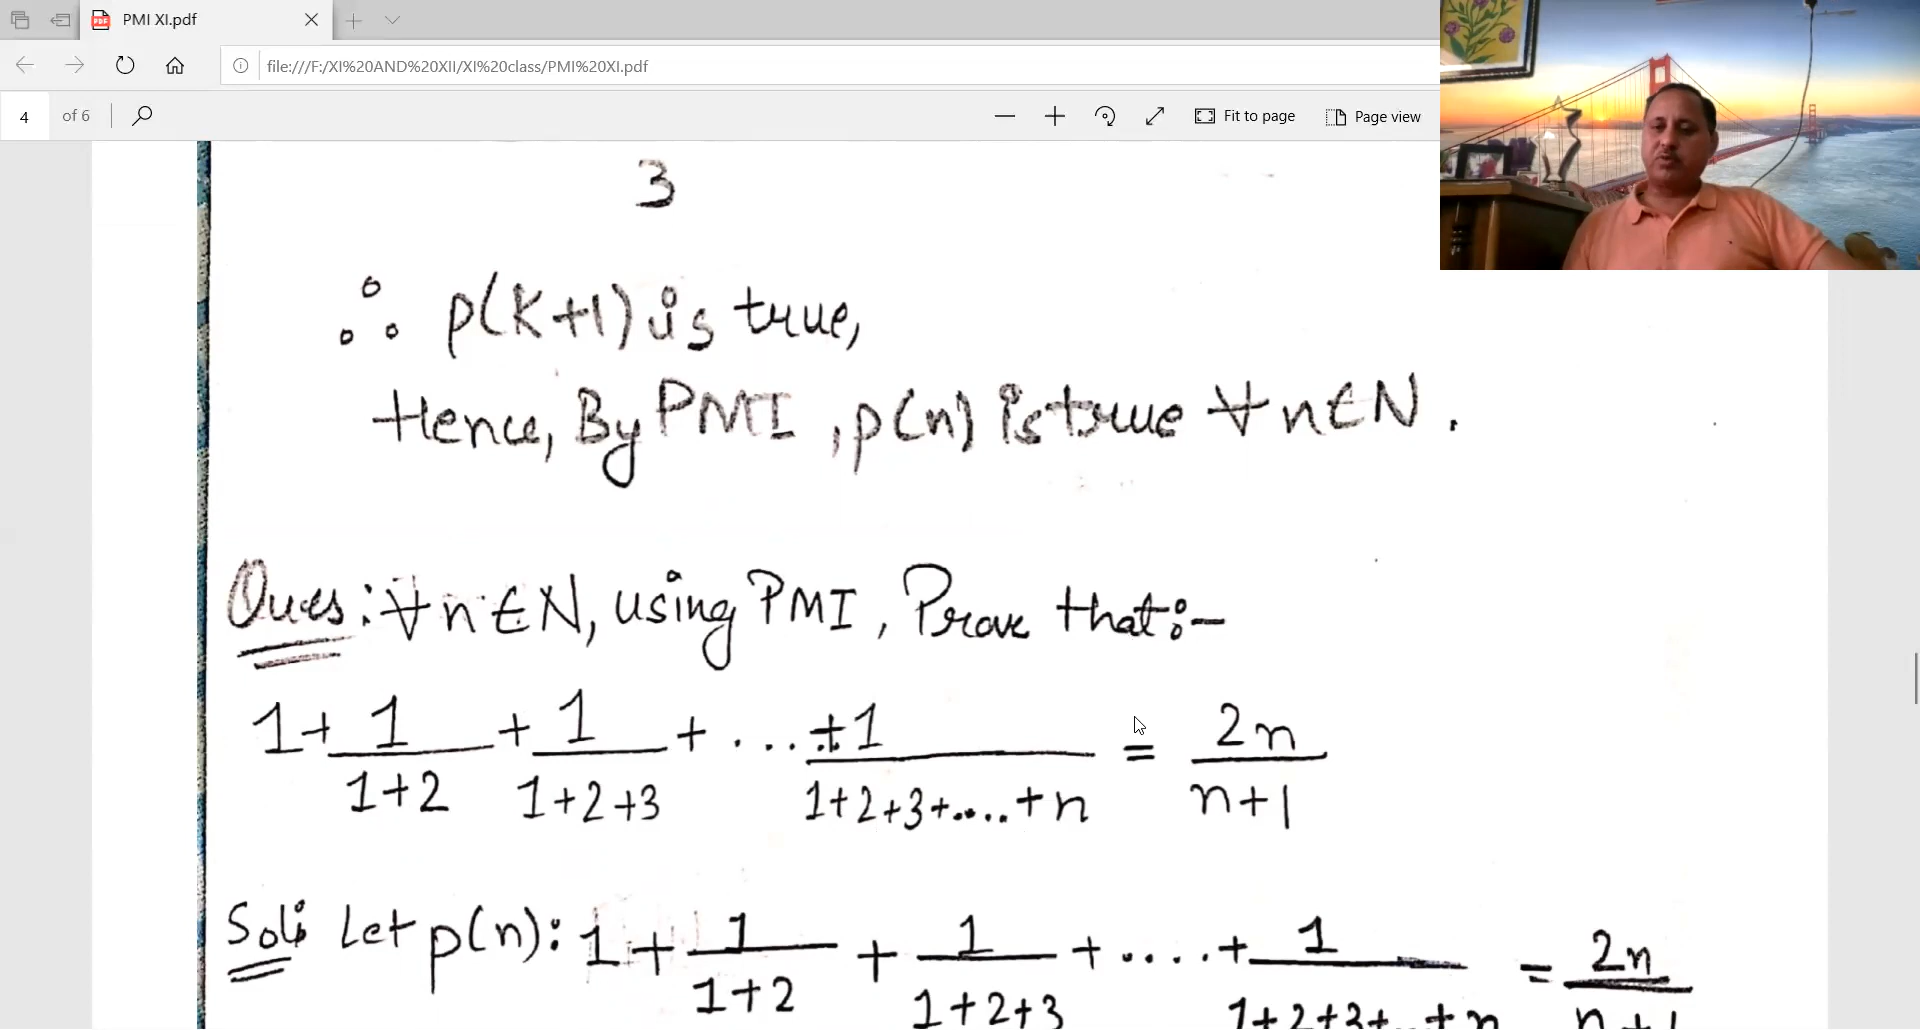 PMI XI.pdf
file:///F:/XI%20AND%20XII/XI%20class/PMI%20XI.pdf
4 of 6
Fit to page
Page view
3
∴ p(K+1) is true,
Hence, By PMI, p(n) is true ∀ n ∈ N.
Ques: ∀ n ∈ N, using PMI, Prove that:-
1 + 1/(1+2) + 1/(1+2+3) + .... + 1/(1+2+3+.....+n) = 2n/(n+1)
Sol: Let p(n): 1 + 1/(1+2) + 1/(1+2+3) + ..... + 1/(1+2+3+...+n) = 2n/(n+1)